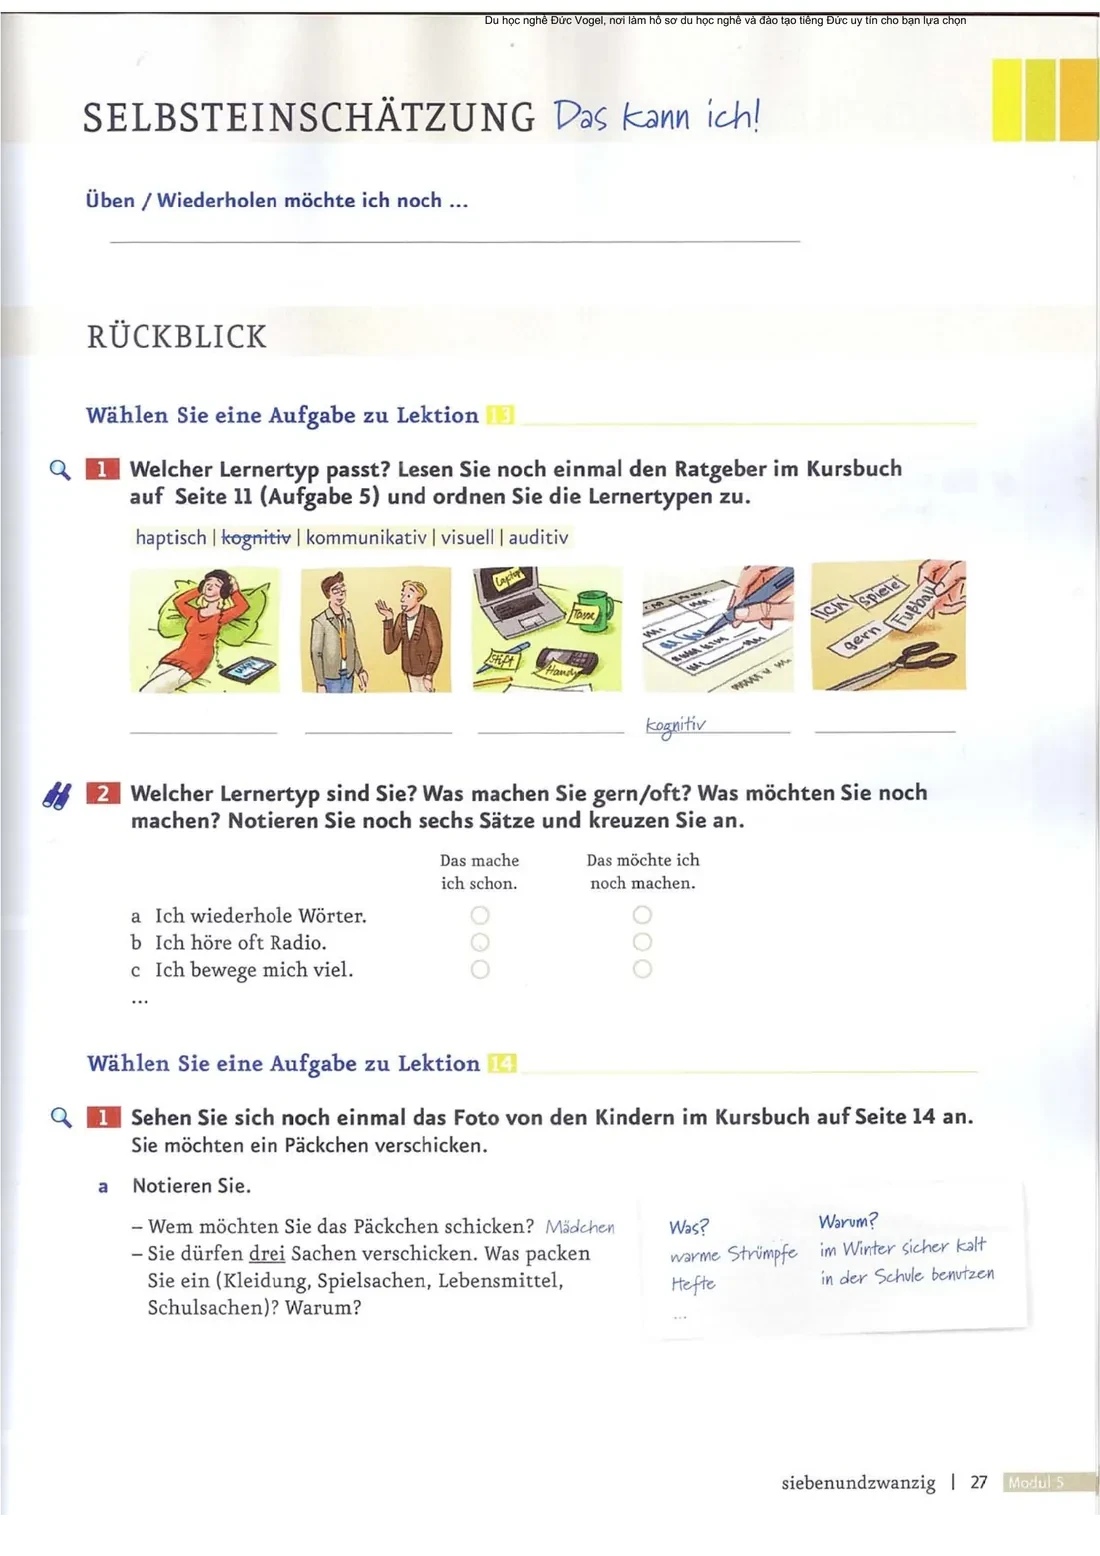 Du học nghề Đức Vogel, nơi làm hồ sơ du học nghề và đào tạo tiếng Đức uy tín cho bạn lựa chọn
SELBSTEINSCHÄTZUNG Das kann ich!
Üben / Wiederholen möchte ich noch ...
RÜCKBLICK
Wählen Sie eine Aufgabe zu Lektion 13
1 Welcher Lernertyp passt? Lesen Sie noch einmal den Ratgeber im Kursbuch
auf Seite 11 (Aufgabe 5) und ordnen Sie die Lernertypen zu.
haptisch | kognitiv | kommunikativ | visuell | auditiv
Laptop
Tasse
Stift
Handy
Ich
spiele
gern
Fußball
kognitiv
2 Welcher Lernertyp sind Sie? Was machen Sie gern/oft? Was möchten Sie noch
machen? Notieren Sie noch sechs Sätze und kreuzen Sie an.
Das mache Das möchte ich
ich schon. noch machen.
a Ich wiederhole Wörter.
b Ich höre oft Radio.
c Ich bewege mich viel.
...
Wählen Sie eine Aufgabe zu Lektion 14
1 Sehen Sie sich noch einmal das Foto von den Kindern im Kursbuch auf Seite 14 an.
Sie möchten ein Päckchen verschicken.
a Notieren Sie.
– Wem möchten Sie das Päckchen schicken? Mädchen
– Sie dürfen drei Sachen verschicken. Was packen
Sie ein (Kleidung, Spielsachen, Lebensmittel,
Schulsachen)? Warum?
Was? Warum?
warme Strümpfe im Winter sicher kalt
Hefte in der Schule benutzen
...
siebenundzwanzig | 27 Modul 5